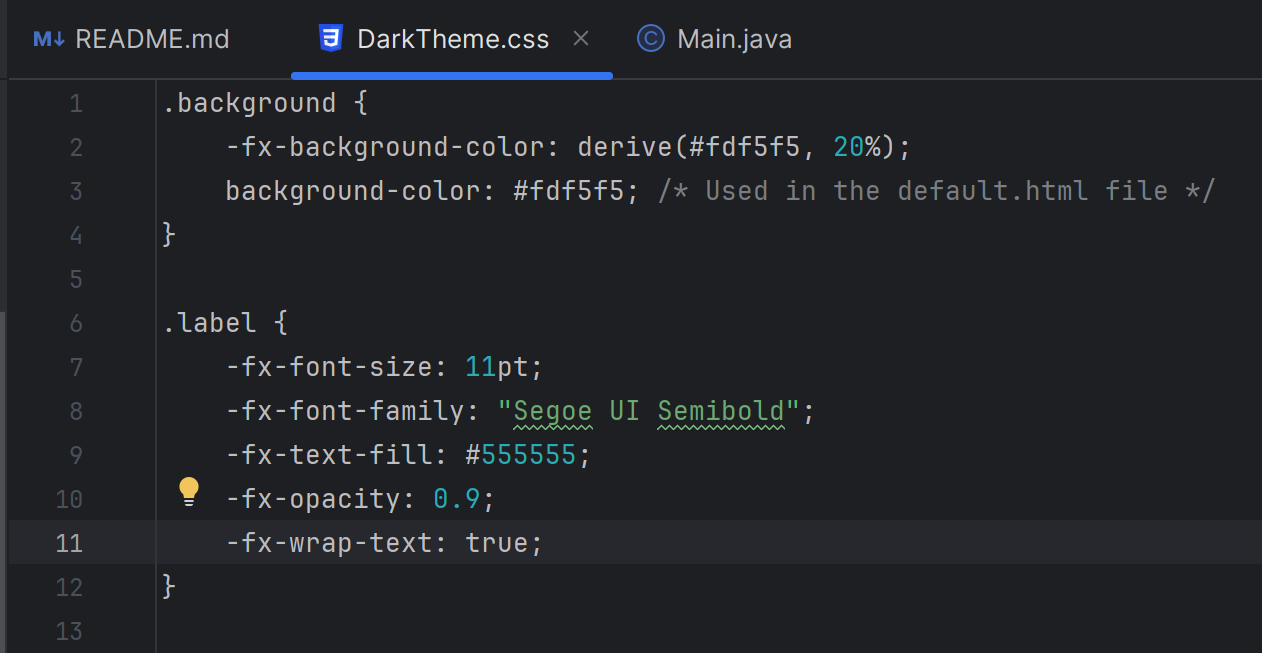 M↓ README.md DarkTheme.css × Main.java
1 .background {
2     -fx-background-color: derive(#fdf5f5, 20%);
3     background-color: #fdf5f5; /* Used in the default.html file */
4 }
5
6 .label {
7     -fx-font-size: 11pt;
8     -fx-font-family: "Segoe UI Semibold";
9     -fx-text-fill: #555555;
10     -fx-opacity: 0.9;
11     -fx-wrap-text: true;
12 }
13